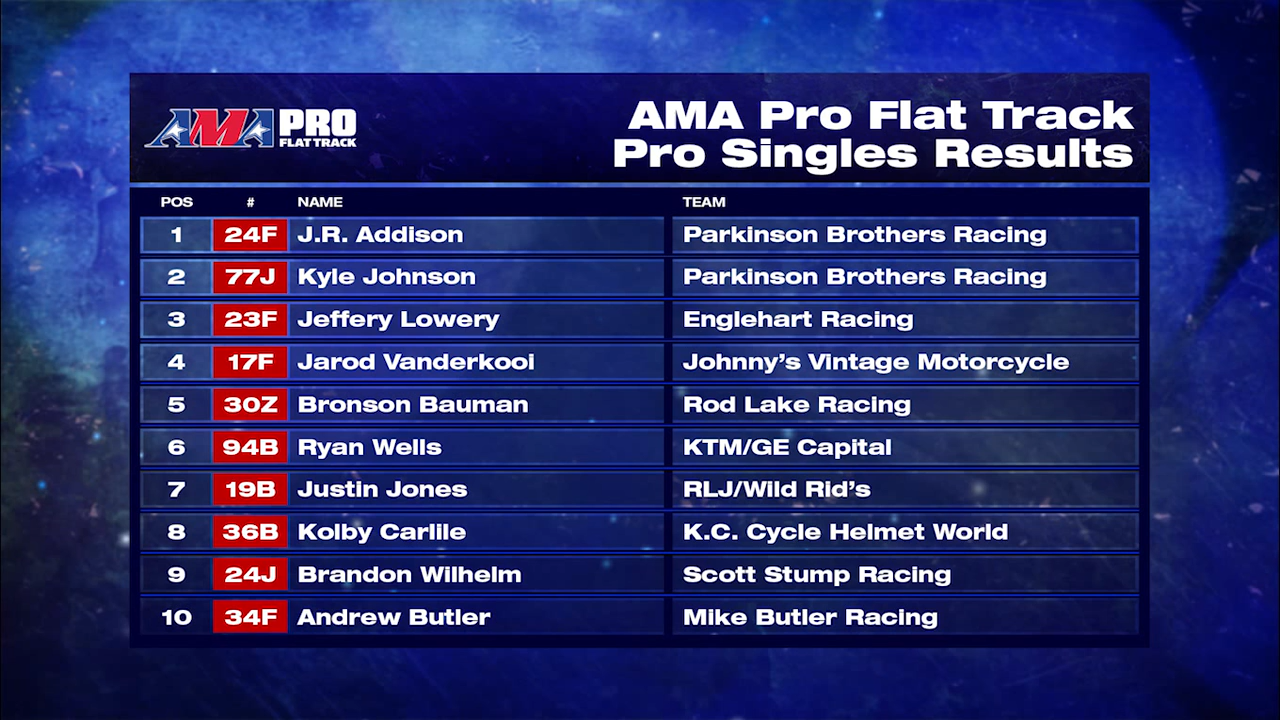 AMA PRO
FLAT TRACK
AMA Pro Flat Track
Pro Singles Results
POS # NAME TEAM
1 24F J.R. Addison Parkinson Brothers Racing
2 77J Kyle Johnson Parkinson Brothers Racing
3 23F Jeffery Lowery Englehart Racing
4 17F Jarod Vanderkooi Johnny’s Vintage Motorcycle
5 30Z Bronson Bauman Rod Lake Racing
6 94B Ryan Wells KTM/GE Capital
7 19B Justin Jones RLJ/Wild Rid’s
8 36B Kolby Carlile K.C. Cycle Helmet World
9 24J Brandon Wilhelm Scott Stump Racing
10 34F Andrew Butler Mike Butler Racing